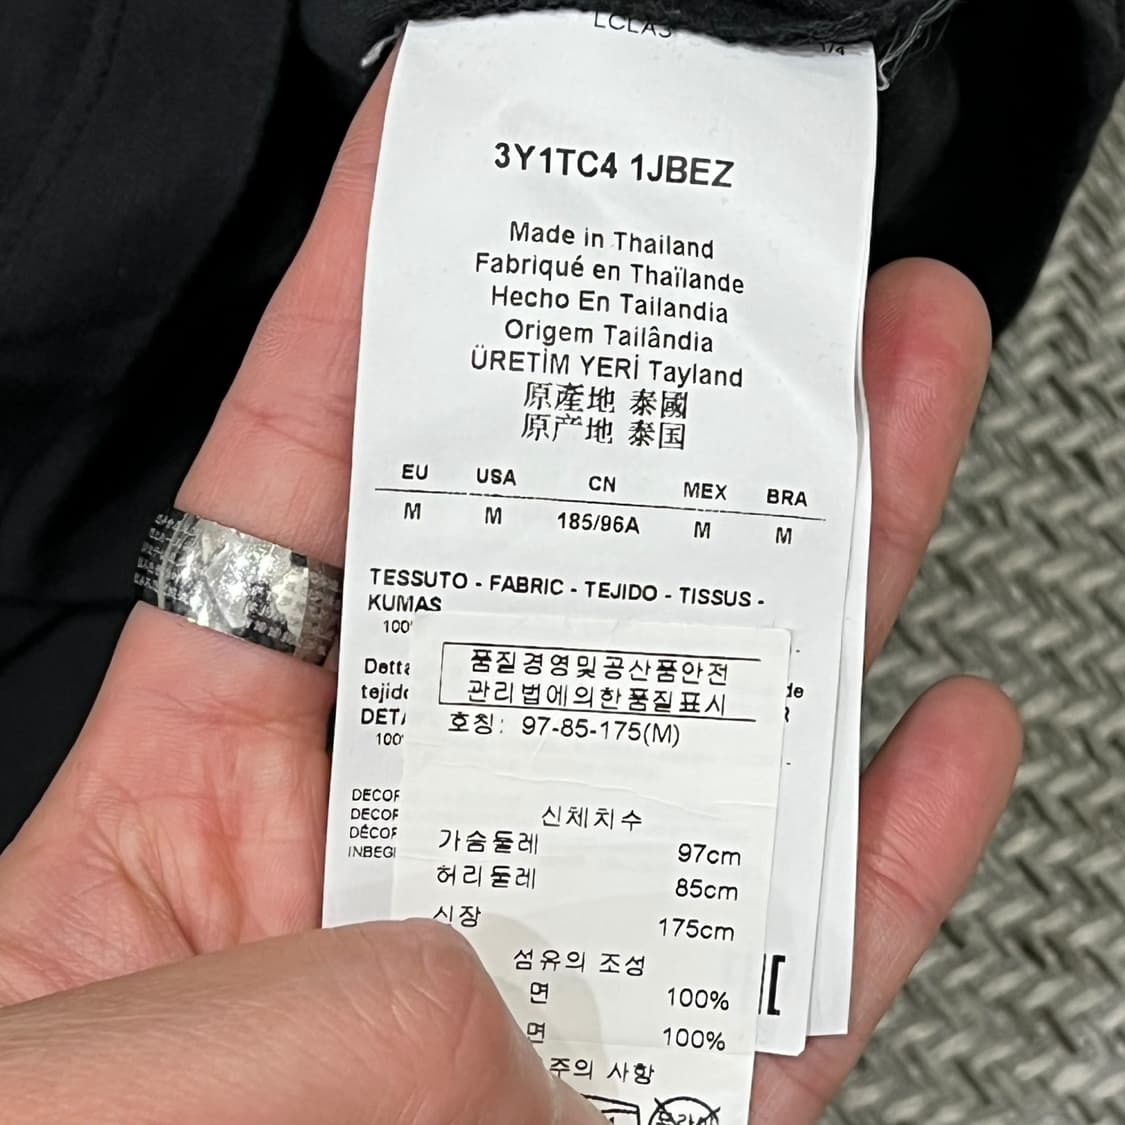 3Y1TC4 1JBEZ
Made in Thailand
Fabriqué en Thaïlande
Hecho En Tailandia
Origem Tailândia
ÜRETİM YERİ Tayland
原產地 泰國
原产地 泰国
EU USA CN MEX BRA
M M 185/96A M M
TESSUTO - FABRIC - TEJIDO - TISSUS -
KUMAS
품질경영및공산품안전
관리법에의한품질표시
호칭: 97-85-175(M)
신체치수
가슴둘레 97cm
허리둘레 85cm
시장 175cm
섬유의 조성
면 100%
면 100%
주의 사항